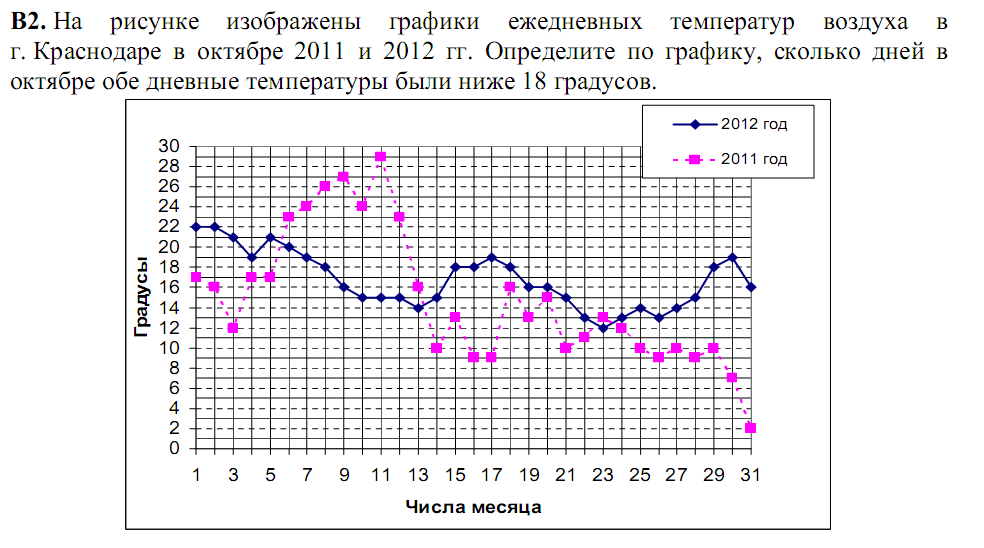 В2. На рисунке изображены графики ежедневных температур воздуха в
г. Краснодаре в октябре 2011 и 2012 гг. Определите по графику, сколько дней в
октябре обе дневные температуры были ниже 18 градусов.
2012 год
2011 год
30
28
26
24
22
20
18
16
14
12
10
8
6
4
2
0
Градусы
1 3 5 7 9 11 13 15 17 19 21 23 25 27 29 31
Числа месяца